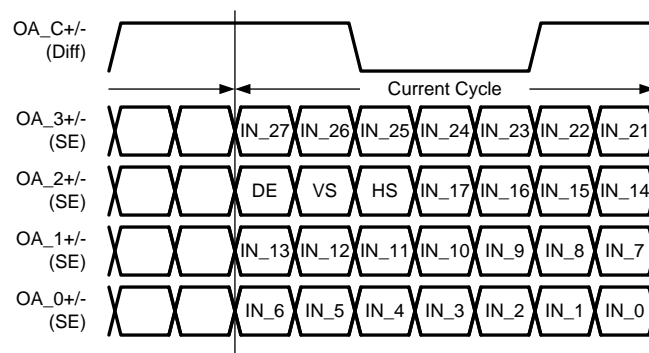 OA_C+/-
(Diff)
Current Cycle
OA_3+/-
(SE)
IN_27 IN_26 IN_25 IN_24 IN_23 IN_22 IN_21
OA_2+/-
(SE)
DE VS HS IN_17 IN_16 IN_15 IN_14
OA_1+/-
(SE)
IN_13 IN_12 IN_11 IN_10 IN_9 IN_8 IN_7
OA_0+/-
(SE)
IN_6 IN_5 IN_4 IN_3 IN_2 IN_1 IN_0